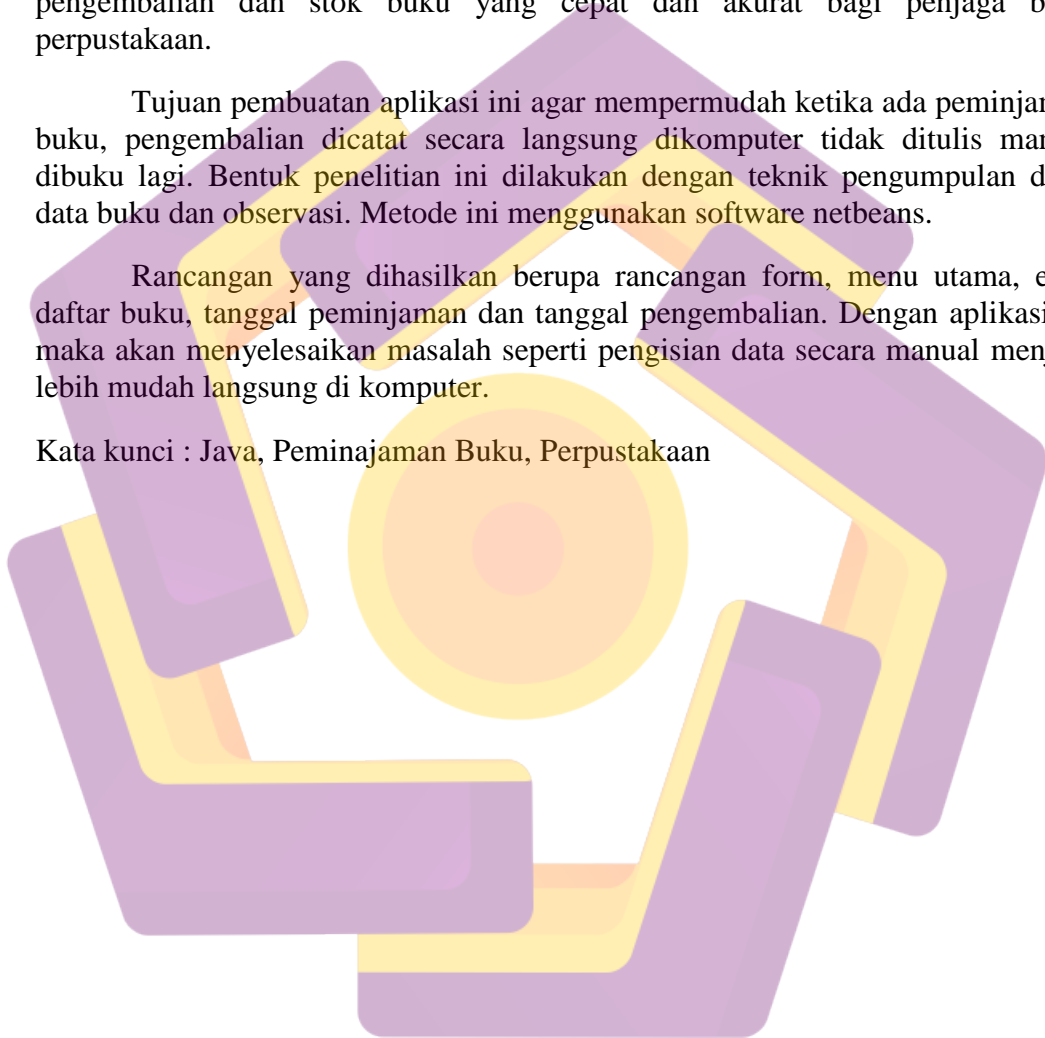 pengembalian dan stok buku yang cepat dan akurat bagi penjaga
perpustakaan.
Tujuan pembuatan aplikasi ini agar mempermudah ketika ada
buku, pengembalian dicatat secara langsung dikomputer tidak ditulis
dibuku lagi. Bentuk penelitian ini dilakukan dengan teknik pengumpulan
data buku dan observasi. Metode ini menggunakan software netbeans.
Rancangan yang dihasilkan berupa rancangan form, menu utama,
daftar buku, tanggal peminjaman dan tanggal pengembalian. Dengan aplikasi
maka akan menyelesaikan masalah seperti pengisian data secara manual
lebih mudah langsung di komputer.
Kata kunci : Java, Peminajaman Buku, Perpustakaan